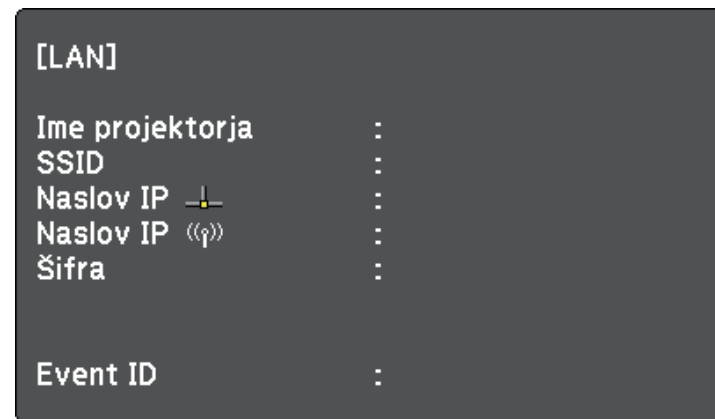 [LAN]
Ime projektorja :
SSID :
Naslov IP :
Naslov IP :
Šifra :
Event ID :